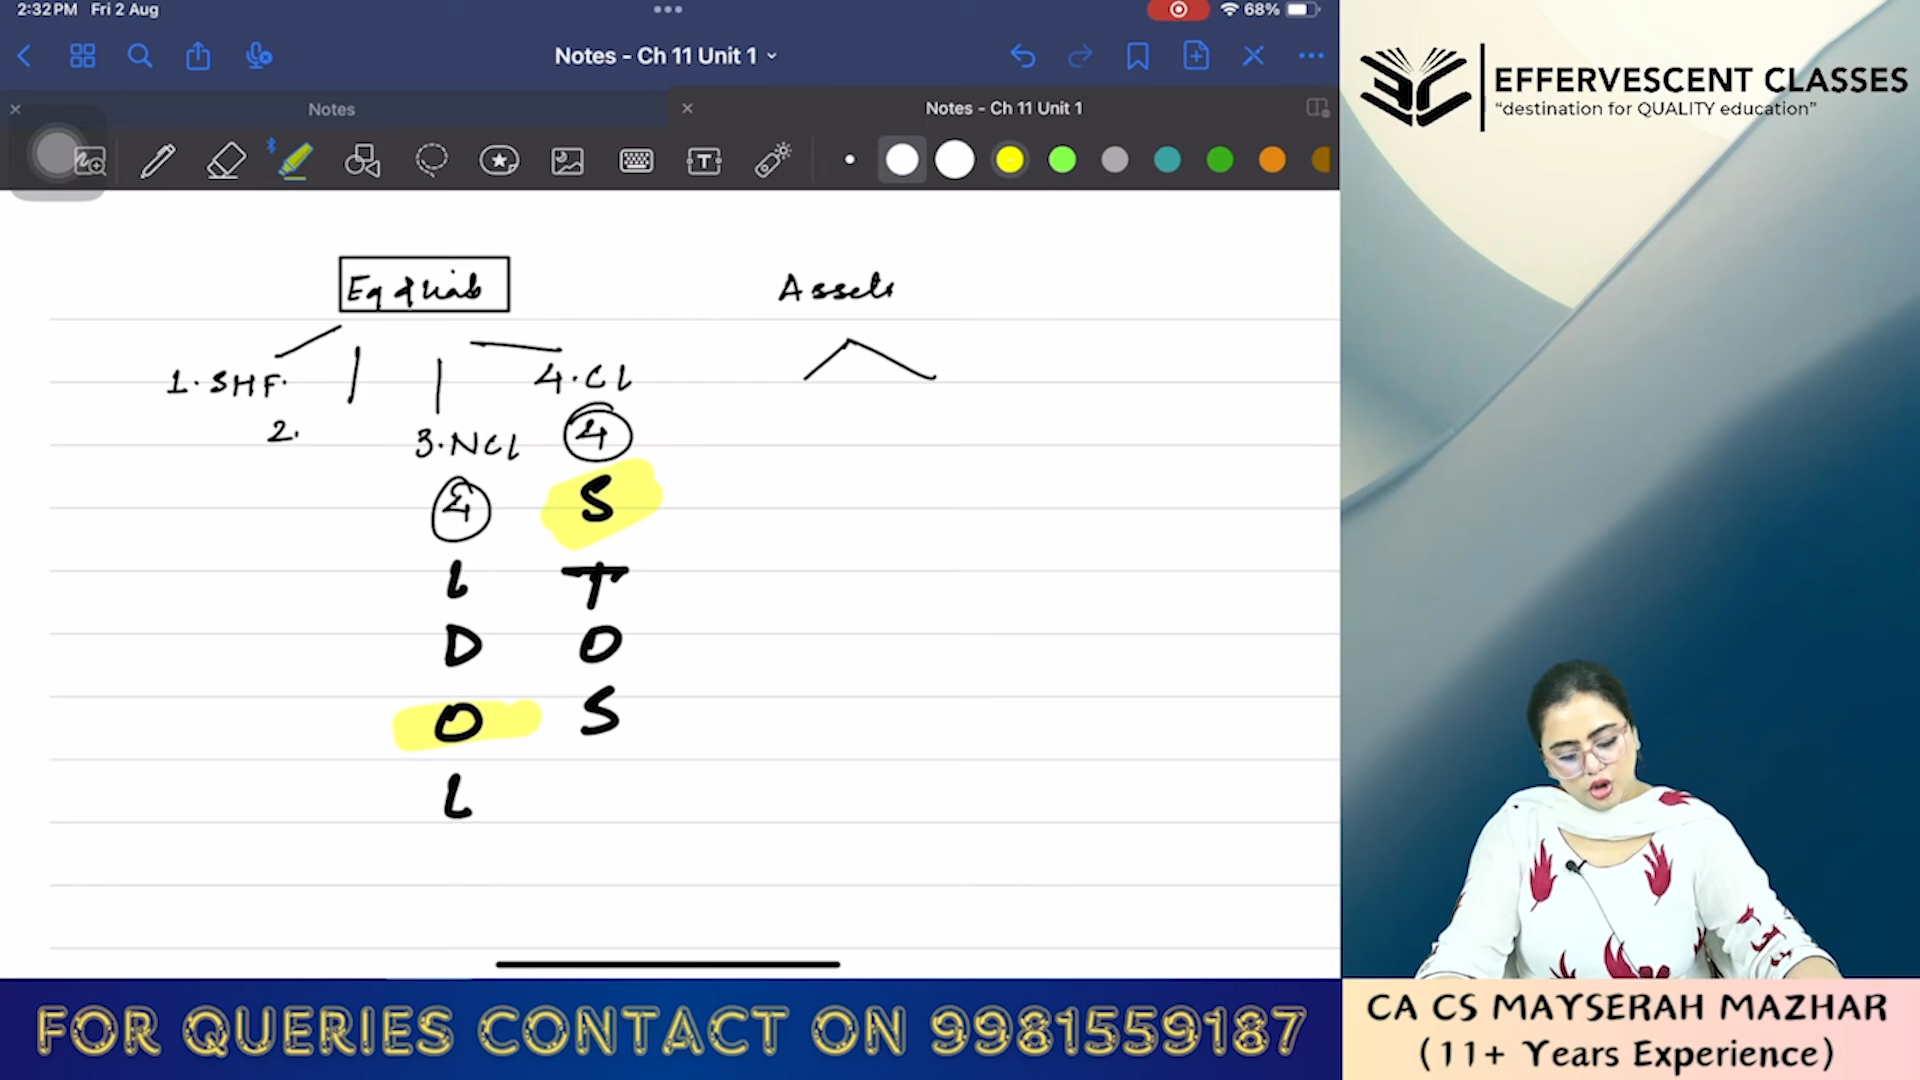 2:32 PM Fri 2 Aug
68%
Notes - Ch 11 Unit 1
Notes
Notes - Ch 11 Unit 1
EFFERVESCENT CLASSES
"destination for QUALITY education"
Eq & Liab
Assets
1. SHF.
4. CL
2.
3. NCL
4
4
S
L
T
D
O
O
S
L
FOR QUERIES CONTACT ON 9981559187
CA CS MAYSERAH MAZHAR
(11+ Years Experience)